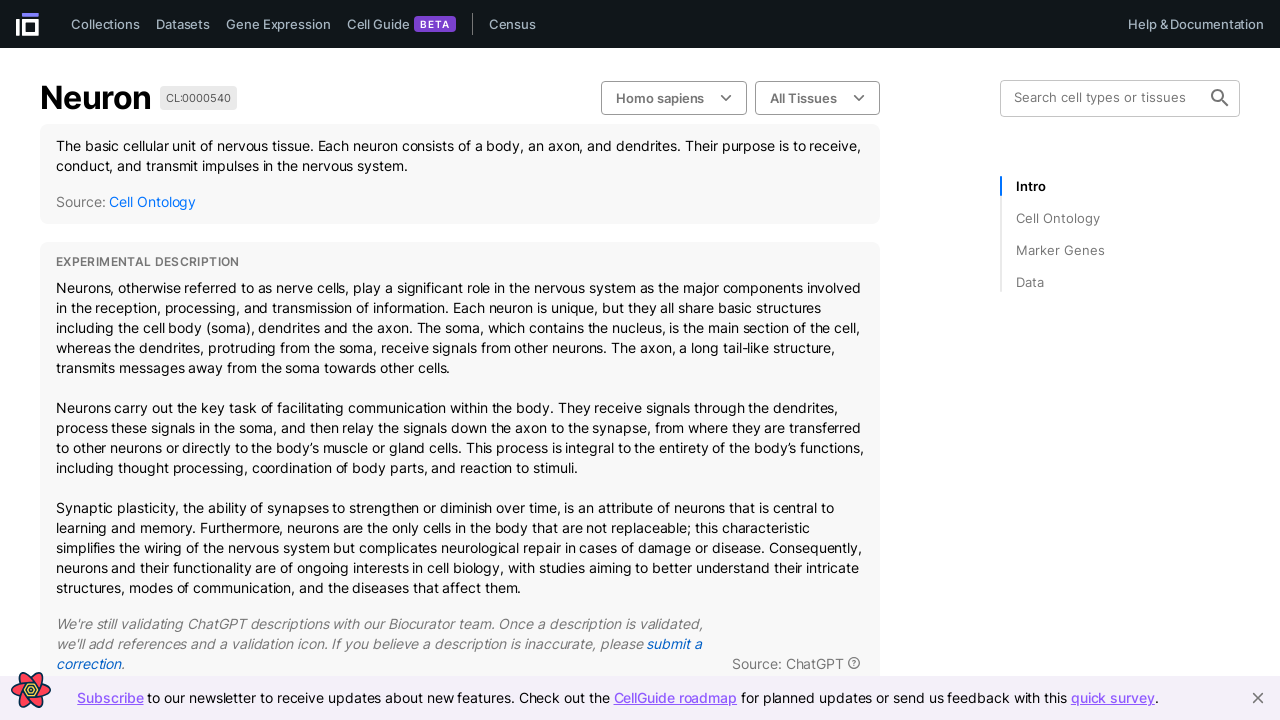 Collections Datasets Gene Expression Cell Guide BETA Census Help & Documentation
Neuron CL:0000540 Homo sapiens All Tissues Search cell types or tissues
The basic cellular unit of nervous tissue. Each neuron consists of a body, an axon, and dendrites. Their purpose is to receive,
conduct, and transmit impulses in the nervous system.
Source: Cell Ontology
Intro
Cell Ontology
Marker Genes
Data
EXPERIMENTAL DESCRIPTION
Neurons, otherwise referred to as nerve cells, play a significant role in the nervous system as the major components involved
in the reception, processing, and transmission of information. Each neuron is unique, but they all share basic structures
including the cell body (soma), dendrites and the axon. The soma, which contains the nucleus, is the main section of the cell,
whereas the dendrites, protruding from the soma, receive signals from other neurons. The axon, a long tail-like structure,
transmits messages away from the soma towards other cells.
Neurons carry out the key task of facilitating communication within the body. They receive signals through the dendrites,
process these signals in the soma, and then relay the signals down the axon to the synapse, from where they are transferred
to other neurons or directly to the body’s muscle or gland cells. This process is integral to the entirety of the body’s functions,
including thought processing, coordination of body parts, and reaction to stimuli.
Synaptic plasticity, the ability of synapses to strengthen or diminish over time, is an attribute of neurons that is central to
learning and memory. Furthermore, neurons are the only cells in the body that are not replaceable; this characteristic
simplifies the wiring of the nervous system but complicates neurological repair in cases of damage or disease. Consequently,
neurons and their functionality are of ongoing interests in cell biology, with studies aiming to better understand their intricate
structures, modes of communication, and the diseases that affect them.
We're still validating ChatGPT descriptions with our Biocurator team. Once a description is validated,
we'll add references and a validation icon. If you believe a description is inaccurate, please submit a
correction.
Source: ChatGPT
Subscribe to our newsletter to receive updates about new features. Check out the CellGuide roadmap for planned updates or send us feedback with this quick survey.